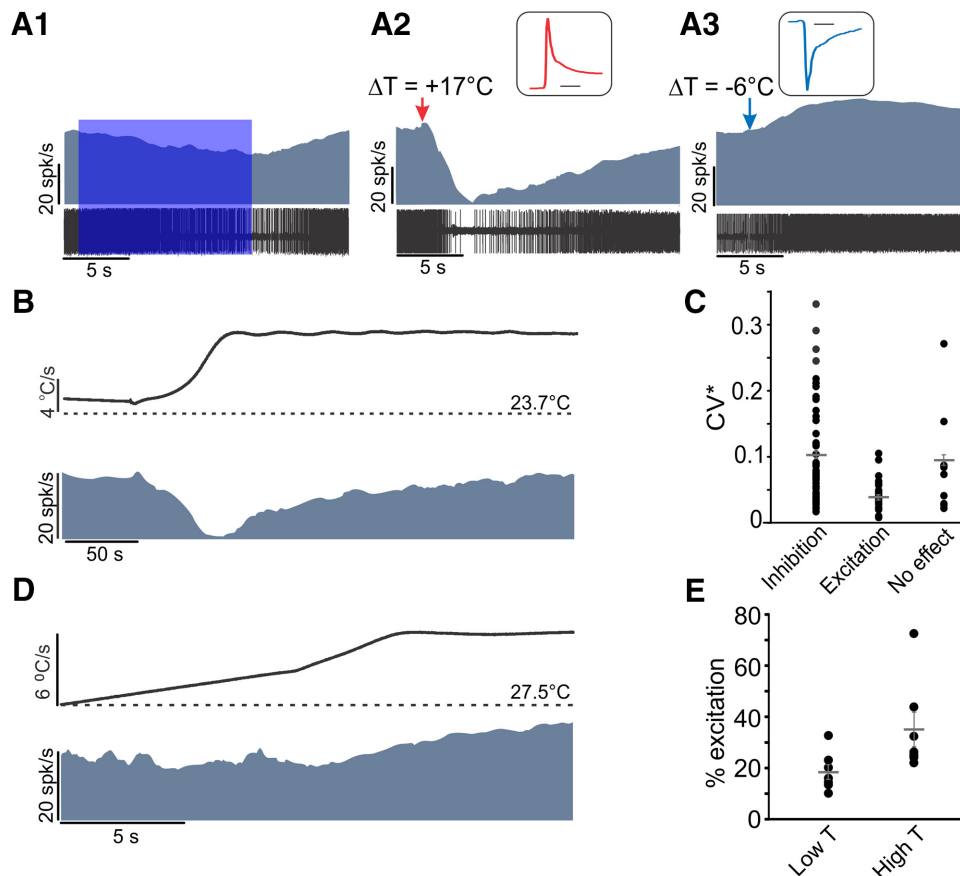 A1
A2
A3
ΔT = +17°C
ΔT = -6°C
20 spk/s
20 spk/s
20 spk/s
5 s
5 s
5 s
B
4 °C/s
23.7°C
20 spk/s
50 s
C
CV*
0.3
0.2
0.1
0
Inhibition
Excitation
No effect
D
6 °C/s
27.5°C
20 spk/s
5 s
E
% excitation
80
60
40
20
0
Low T
High T